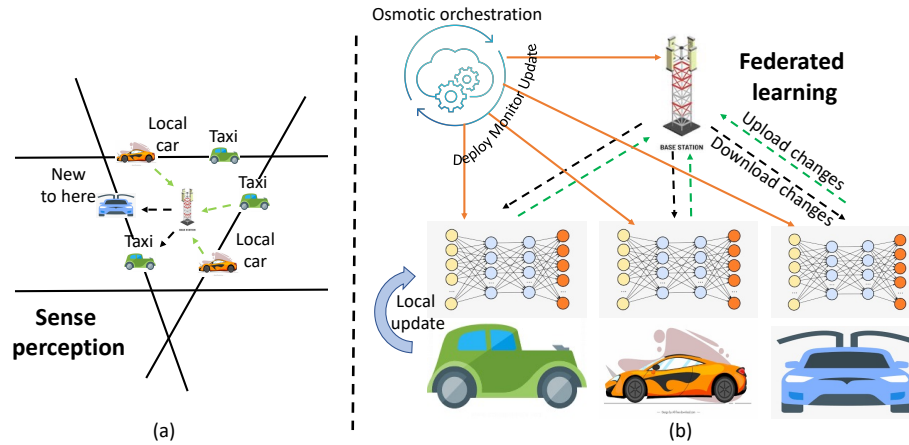 Local
car
Taxi
New
to here
Taxi
Taxi
Local
car
Sense
perception
(a)
Osmotic orchestration
Deploy Monitor Update
Federated
learning
BASE STATION
Upload changes
Download changes
Local
update
(b)